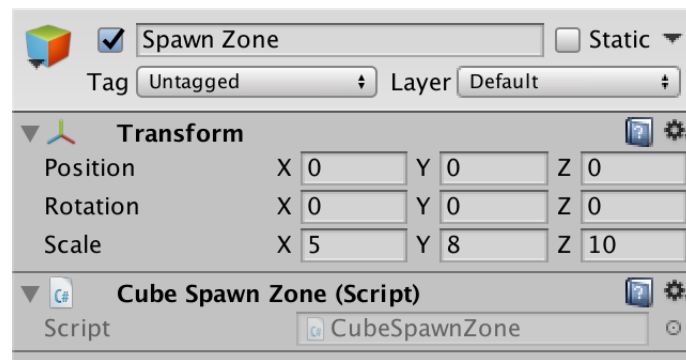 Spawn Zone Static
Tag Untagged Layer Default
Transform
Position X 0 Y 0 Z 0
Rotation X 0 Y 0 Z 0
Scale X 5 Y 8 Z 10
C# Cube Spawn Zone (Script)
Script CubeSpawnZone